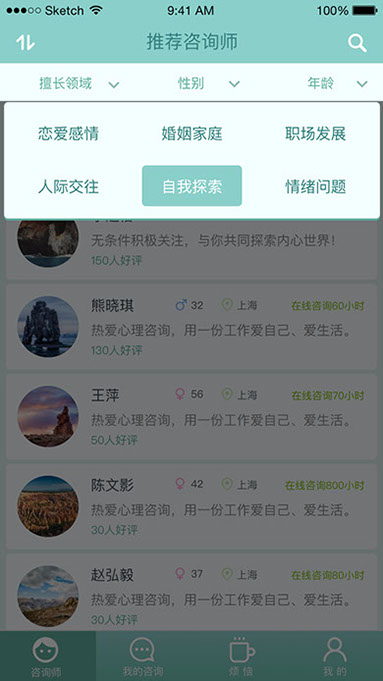 Sketch 9:41 AM 100%
推荐咨询师
擅长领域 性别 年龄
恋爱感情 婚姻家庭 职场发展
人际交往 自我探索 情绪问题
无条件积极关注，与你共同探索内心世界！
150人好评
熊晓琪 32 上海 在线咨询60小时
热爱心理咨询，用一份工作爱自己、爱生活。
130人好评
王萍 56 上海 在线咨询70小时
热爱心理咨询，用一份工作爱自己、爱生活。
50人好评
陈文影 42 上海 在线咨询800小时
热爱心理咨询，用一份工作爱自己、爱生活。
30人好评
赵弘毅 37 上海 在线咨询80小时
热爱心理咨询，用一份工作爱自己、爱生活。
30人好评
咨询师 我的咨询 烦恼 我的